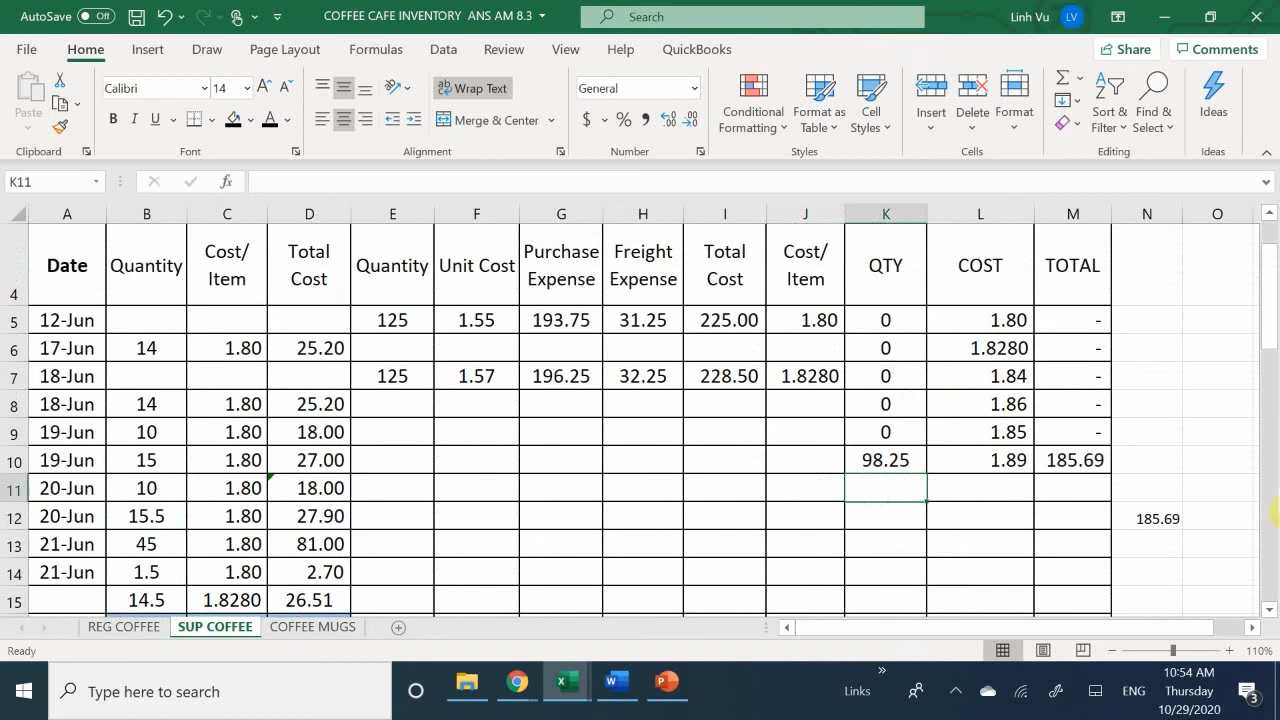 AutoSave Off COFFEE CAFE INVENTORY ANS AM 8.3 Search Linh Vu LV
File Home Insert Draw Page Layout Formulas Data Review View Help QuickBooks Share Comments
Paste Calibri 14 Wrap Text General Conditional Formatting Format as Table Cell Styles Insert Delete Format Sort & Filter Find & Select Ideas
B I U Merge & Center $ %
Clipboard Font Alignment Number Styles Cells Editing Ideas
K11 fx
A B C D E F G H I J K L M N O
4 Date Quantity Cost/ Item Total Cost Quantity Unit Cost Purchase Expense Freight Expense Total Cost Cost/ Item QTY COST TOTAL
5 12-Jun 125 1.55 193.75 31.25 225.00 1.80 0 1.80 -
6 17-Jun 14 1.80 25.20 0 1.8280 -
7 18-Jun 125 1.57 196.25 32.25 228.50 1.8280 0 1.84 -
8 18-Jun 14 1.80 25.20 0 1.86 -
9 19-Jun 10 1.80 18.00 0 1.85 -
10 19-Jun 15 1.80 27.00 98.25 1.89 185.69
11 20-Jun 10 1.80 18.00
12 20-Jun 15.5 1.80 27.90 185.69
13 21-Jun 45 1.80 81.00
14 21-Jun 1.5 1.80 2.70
15 14.5 1.8280 26.51
REG COFFEE SUP COFFEE COFFEE MUGS
Ready 110%
Type here to search Links ENG 10:54 AM
Thursday
10/29/2020 3